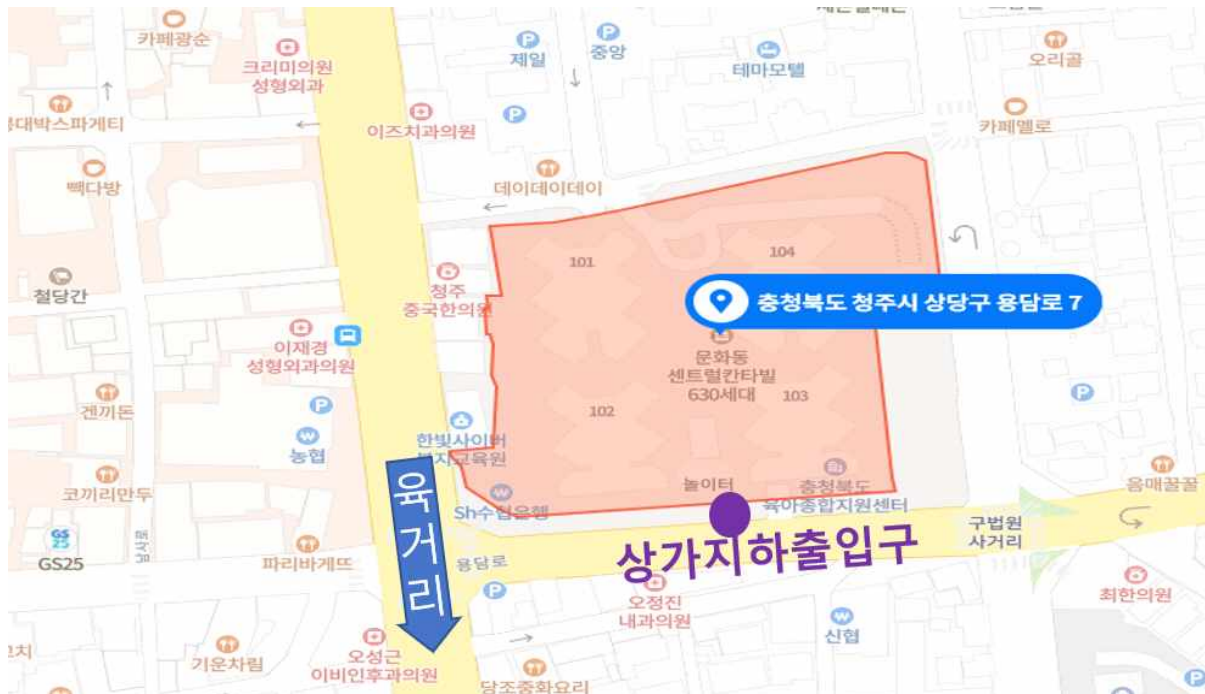 카페광순
크리미의원
성형외과
P
제일
P
중앙
테마모텔
오리골
이즈치과의원
P
카페멜로
빽다방
데이데이데이
철당간
청주
중국한의원
101
104
충청북도 청주시 상당구 용담로 7
문화동
센트럴칸타빌
630세대
103
102
이재경
성형외과의원
겐끼돈
P
농협
한빛사이버
복지교육원
P
코끼리만두
육거리
놀이터
충청북도
육아종합지원센터
음매꿀꿀
Sh수협은행
상가지하출입구
구법원
사거리
GS25
GS25
남사로
파리바게뜨
용담로
P
오정진
내과의원
신협
최한의원
기운차림
오성근
이비인후과의원
당조중화요리
P